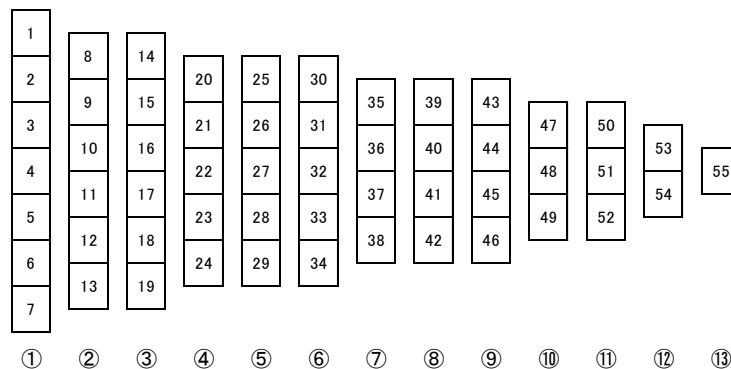 1 2 3 4 5 6 7
8 9 10 11 12 13
14 15 16 17 18 19
20 21 22 23 24
25 26 27 28 29
30 31 32 33 34
35 36 37 38
39 40 41 42
43 44 45 46
47 48 49
50 51 52
53 54
55
① ② ③ ④ ⑤ ⑥ ⑦ ⑧ ⑨ ⑩ ⑪ ⑫ ⑬